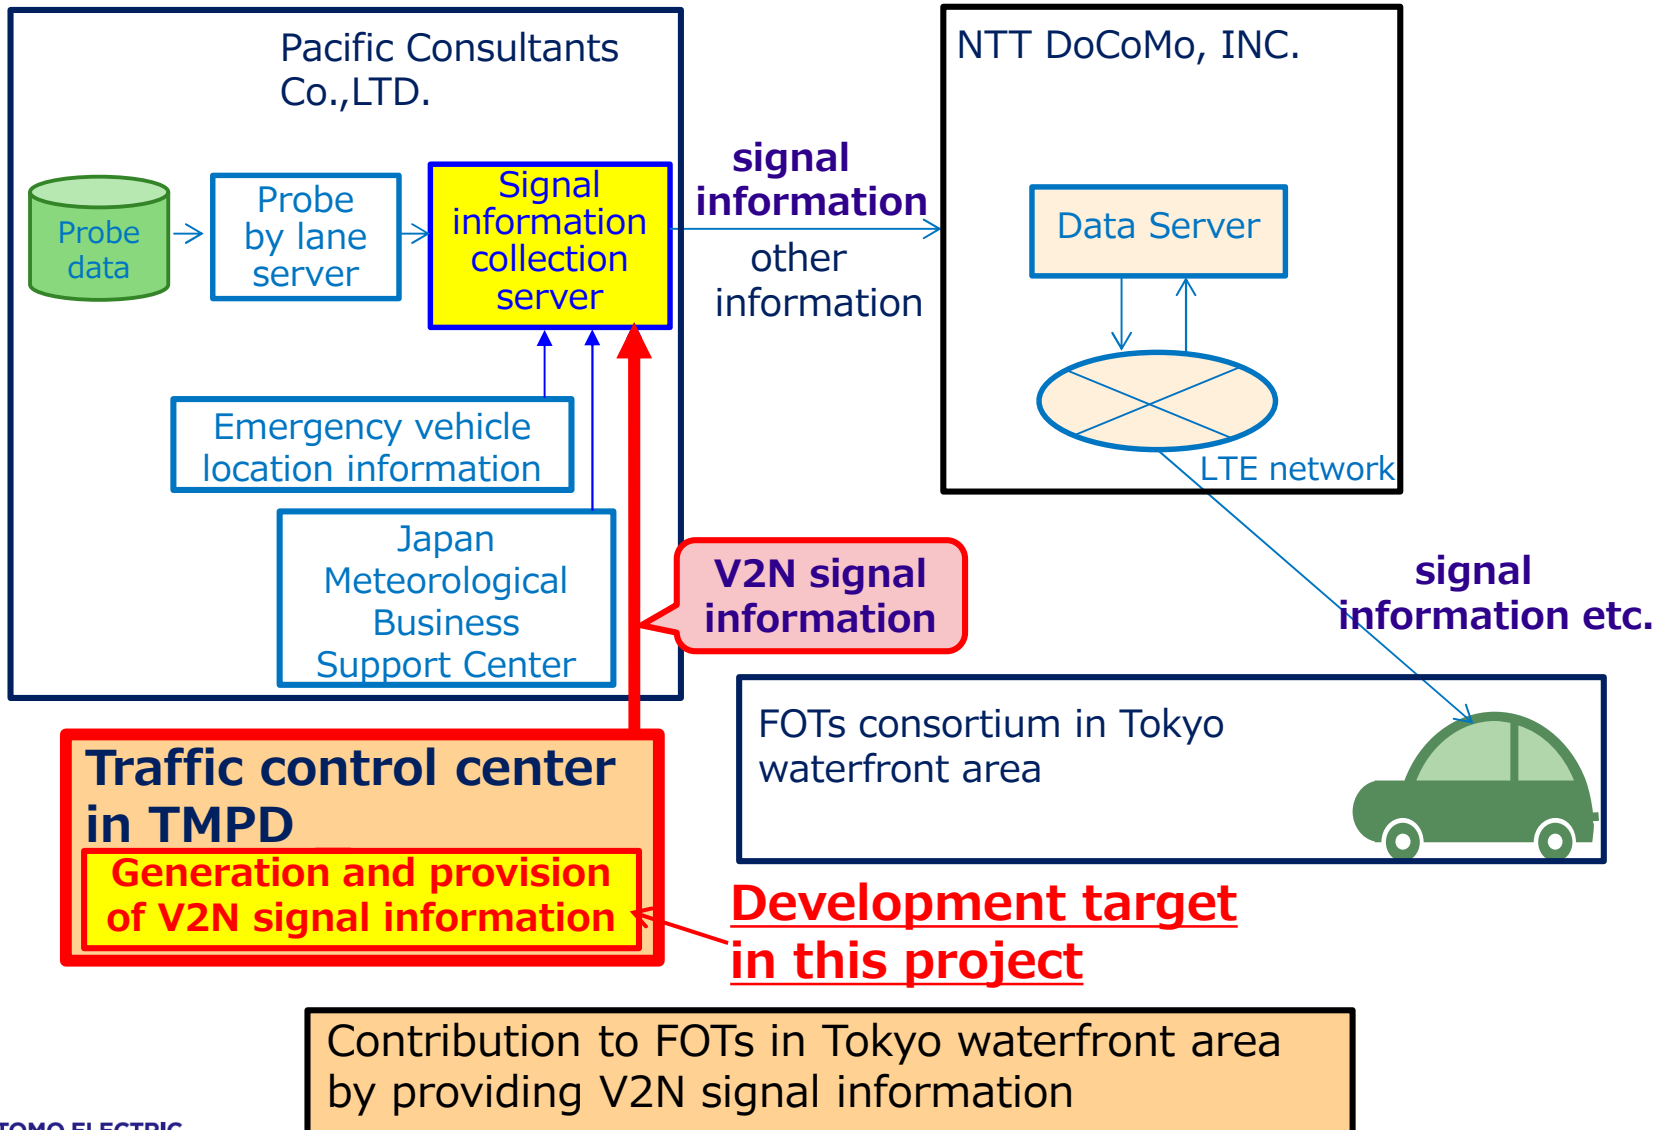 Pacific Consultants
Co.,LTD.
NTT DoCoMo, INC.
Probe
data
Probe
by lane
server
Signal
information
collection
server
signal
information
other
information
Data Server
LTE network
Emergency vehicle
location information
Japan
Meteorological
Business
Support Center
V2N signal
information
signal
information etc.
FOTs consortium in Tokyo
waterfront area
Traffic control center
in TMPD
Generation and provision
of V2N signal information
Development target
in this project
Contribution to FOTs in Tokyo waterfront area
by providing V2N signal information
TOMO ELECTRIC